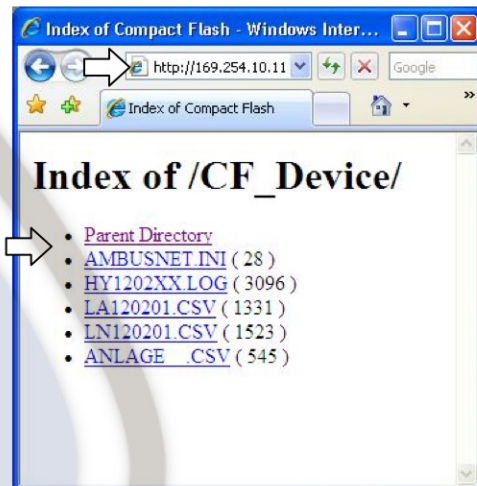 Index of Compact Flash - Windows Inter...
http://169.254.10.11
Google
Index of Compact Flash
»
Index of /CF_Device/
Parent Directory
AMBUSNET.INI ( 28 )
HY1202XX.LOG ( 3096 )
LA120201.CSV ( 1331 )
LN120201.CSV ( 1523 )
ANLAGE__.CSV ( 545 )